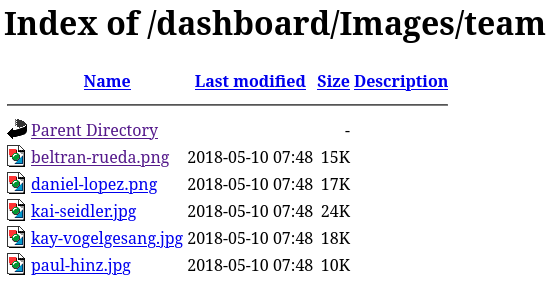 Index of /dashboard/Images/team
Name Last modified Size Description
Parent Directory -
beltran-rueda.png 2018-05-10 07:48 15K
daniel-lopez.png 2018-05-10 07:48 17K
kai-seidler.jpg 2018-05-10 07:48 24K
kay-vogelgesang.jpg 2018-05-10 07:48 18K
paul-hinz.jpg 2018-05-10 07:48 10K